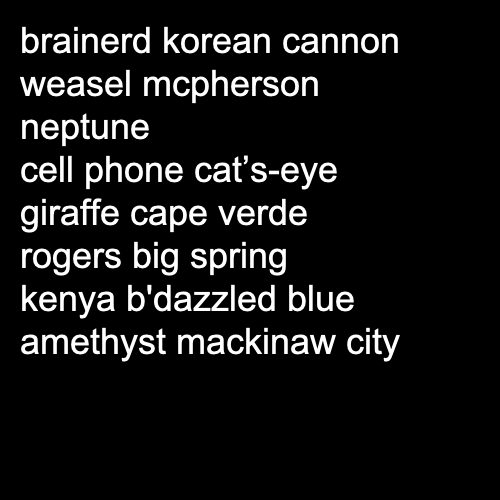 brainerd korean cannon
weasel mcpherson
neptune
cell phone cat’s-eye
giraffe cape verde
rogers big spring
kenya b'dazzled blue
amethyst mackinaw city